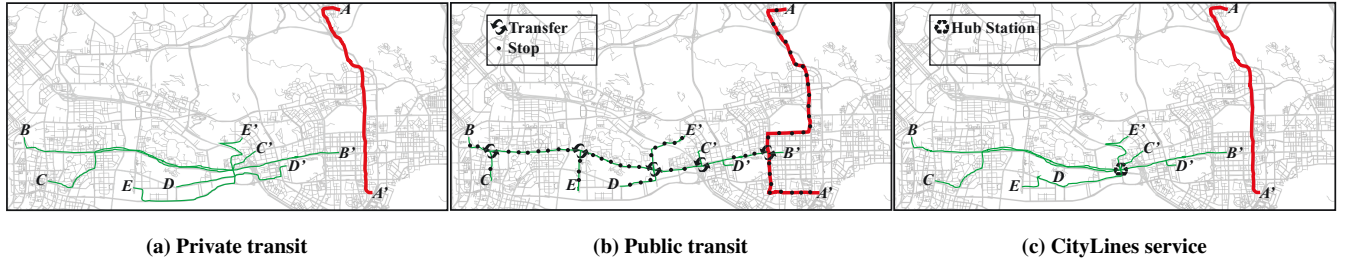 A
B
E'
C'
D'
B'
C
E
D
A'
(a) Private transit
Transfer
Stop
A
B
E'
C'
D'
B'
C
E
D
A'
(b) Public transit
Hub Station
A
B
E'
C'
D'
B'
C
E
D
A'
(c) CityLines service